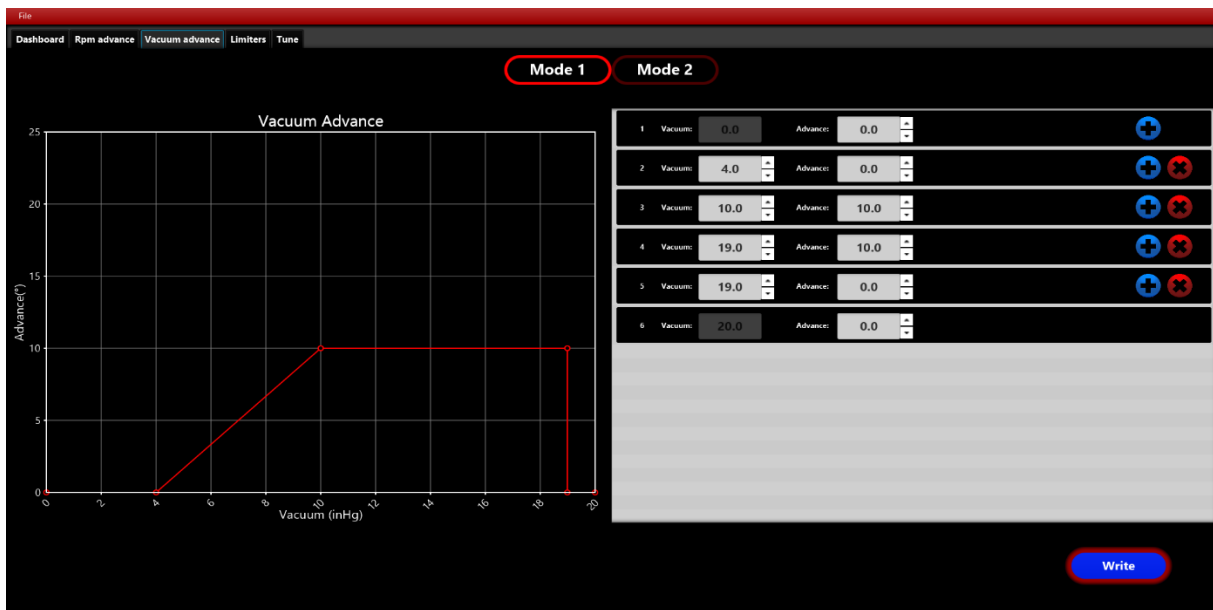 File
Dashboard Rpm advance Vacuum advance Limiters Tune
Mode 1 Mode 2
Vacuum Advance
25
20
15
10
5
0
Advance(°)
0 2 4 6 8 10 12 14 16 18 20
Vacuum (inHg)
1 Vacuum: 0.0 Advance: 0.0
2 Vacuum: 4.0 Advance: 0.0
3 Vacuum: 10.0 Advance: 10.0
4 Vacuum: 19.0 Advance: 10.0
5 Vacuum: 19.0 Advance: 0.0
6 Vacuum: 20.0 Advance: 0.0
Write